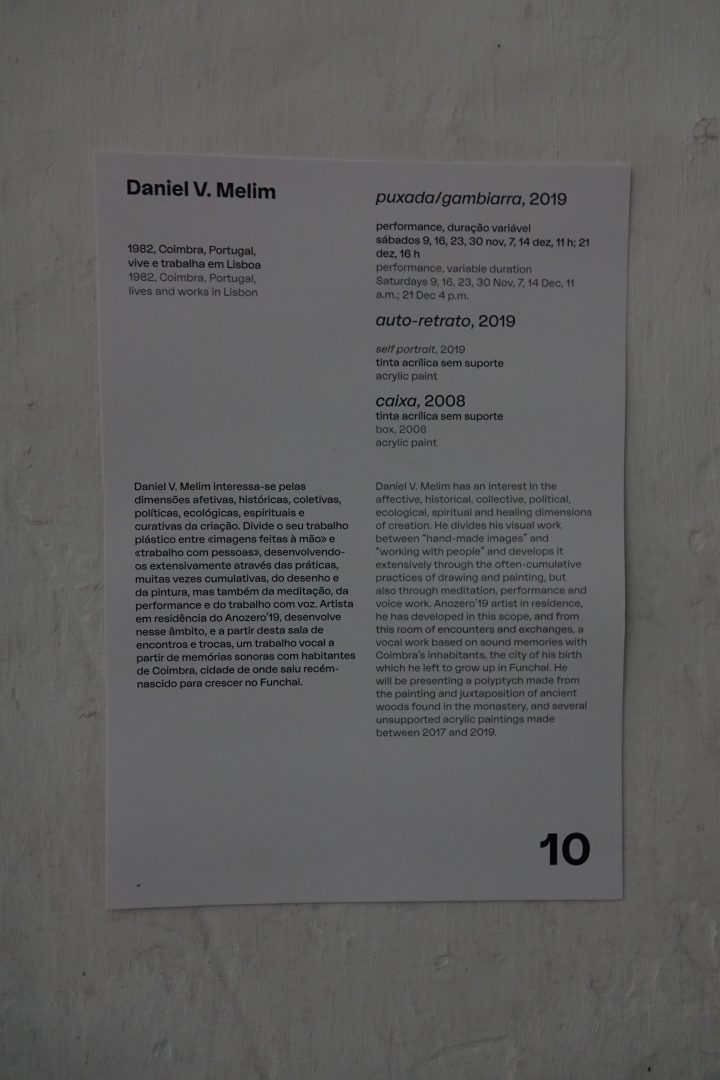 Daniel V. Melim
1982, Coimbra, Portugal,
vive e trabalha em Lisboa
1982, Coimbra, Portugal,
lives and works in Lisbon
puxada/gambiarra, 2019
performance, duração variável
sábados 9, 16, 23, 30 nov, 7, 14 dez, 11 h; 21
dez, 16 h
performance, variable duration
Saturdays 9, 16, 23, 30 Nov, 7, 14 Dec, 11
a.m.; 21 Dec 4 p.m.
auto-retrato, 2019
self portrait, 2019
tinta acrílica sem suporte
acrylic paint
caixa, 2008
tinta acrílica sem suporte
box, 2008
acrylic paint
Daniel V. Melim interessa-se pelas
dimensões afetivas, históricas, coletivas,
políticas, ecológicas, espirituais e
curativas da criação. Divide o seu trabalho
plástico entre «imagens feitas à mão» e
«trabalho com pessoas», desenvolvendo-
os extensivamente através das práticas,
muitas vezes cumulativas, do desenho e
da pintura, mas também da meditação, da
performance e do trabalho com voz. Artista
em residência do Anozero'19, desenvolve
nesse âmbito, e a partir desta sala de
encontros e trocas, um trabalho vocal a
partir de memórias sonoras com habitantes
de Coimbra, cidade de onde saiu recém-
nascido para crescer no Funchal.
Daniel V. Melim has an interest in the
affective, historical, collective, political,
ecological, spiritual and healing dimensions
of creation. He divides his visual work
between “hand-made images” and
“working with people” and develops it
extensively through the often-cumulative
practices of drawing and painting, but
also through meditation, performance and
voice work. Anozero'19 artist in residence,
he has developed in this scope, and from
this room of encounters and exchanges, a
vocal work based on sound memories with
Coimbra's inhabitants, the city of his birth
which he left to grow up in Funchal. He
will be presenting a polyptych made from
the painting and juxtaposition of ancient
woods found in the monastery, and several
unsupported acrylic paintings made
between 2017 and 2019.
10